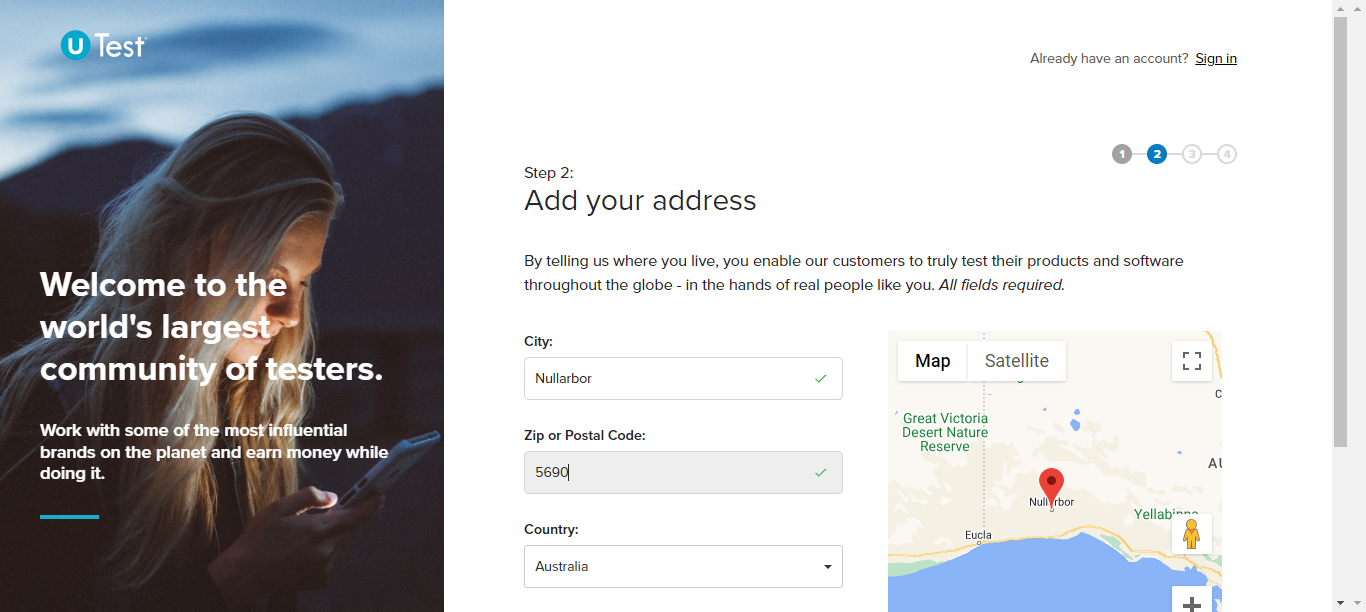 U Test
Already have an account? Sign in
1 2 3 4
Step 2:
Add your address
By telling us where you live, you enable our customers to truly test their products and software
throughout the globe - in the hands of real people like you. All fields required.
Welcome to the
world's largest
community of testers.
Work with some of the most influential
brands on the planet and earn money while
doing it.
City:
Nullarbor
Zip or Postal Code:
5690
Country:
Australia
Map Satellite
Great Victoria
Desert Nature
Reserve
Nullarbor
Eucla